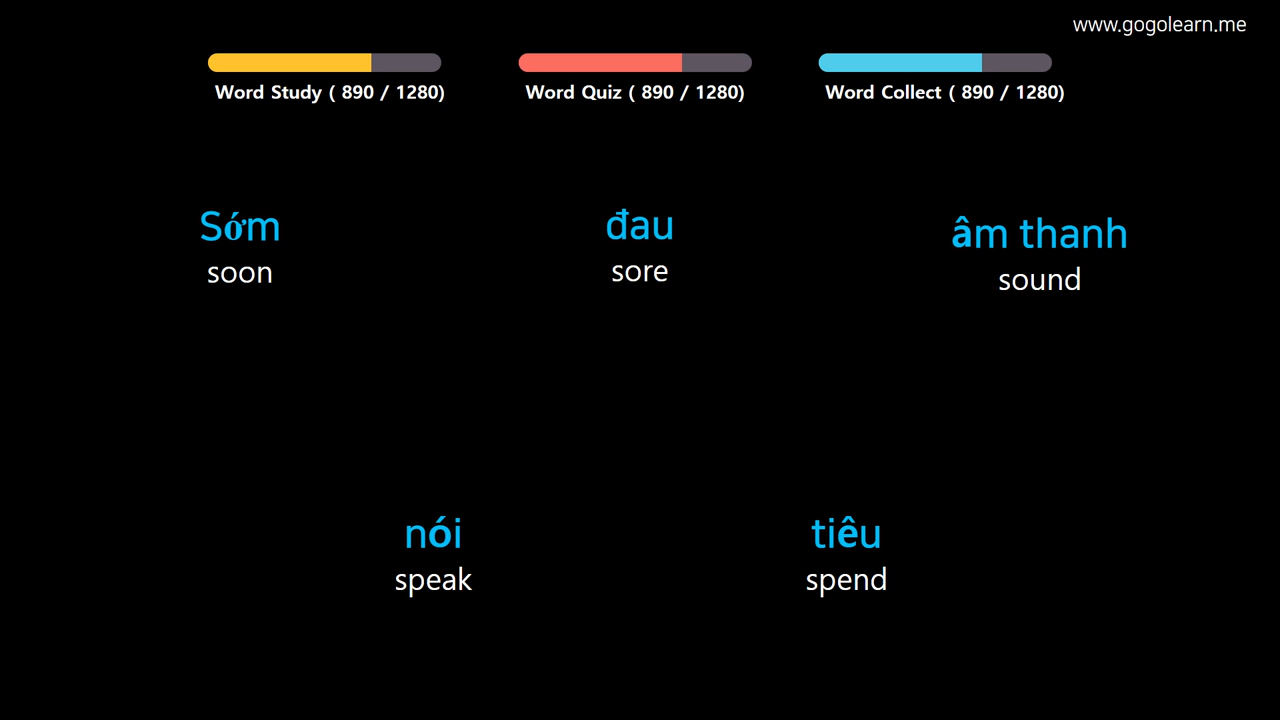 www.gogolearn.me
Word Study ( 890 / 1280)
Word Quiz ( 890 / 1280)
Word Collect ( 890 / 1280)
Sớm
soon
đau
sore
âm thanh
sound
nói
speak
tiêu
spend